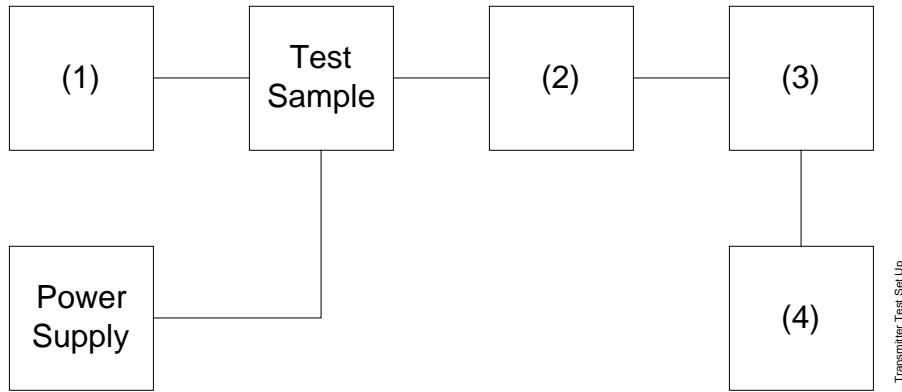 (1)
Test
Sample
(2)
(3)
Power
Supply
(4)
Transmitter Test Set Up